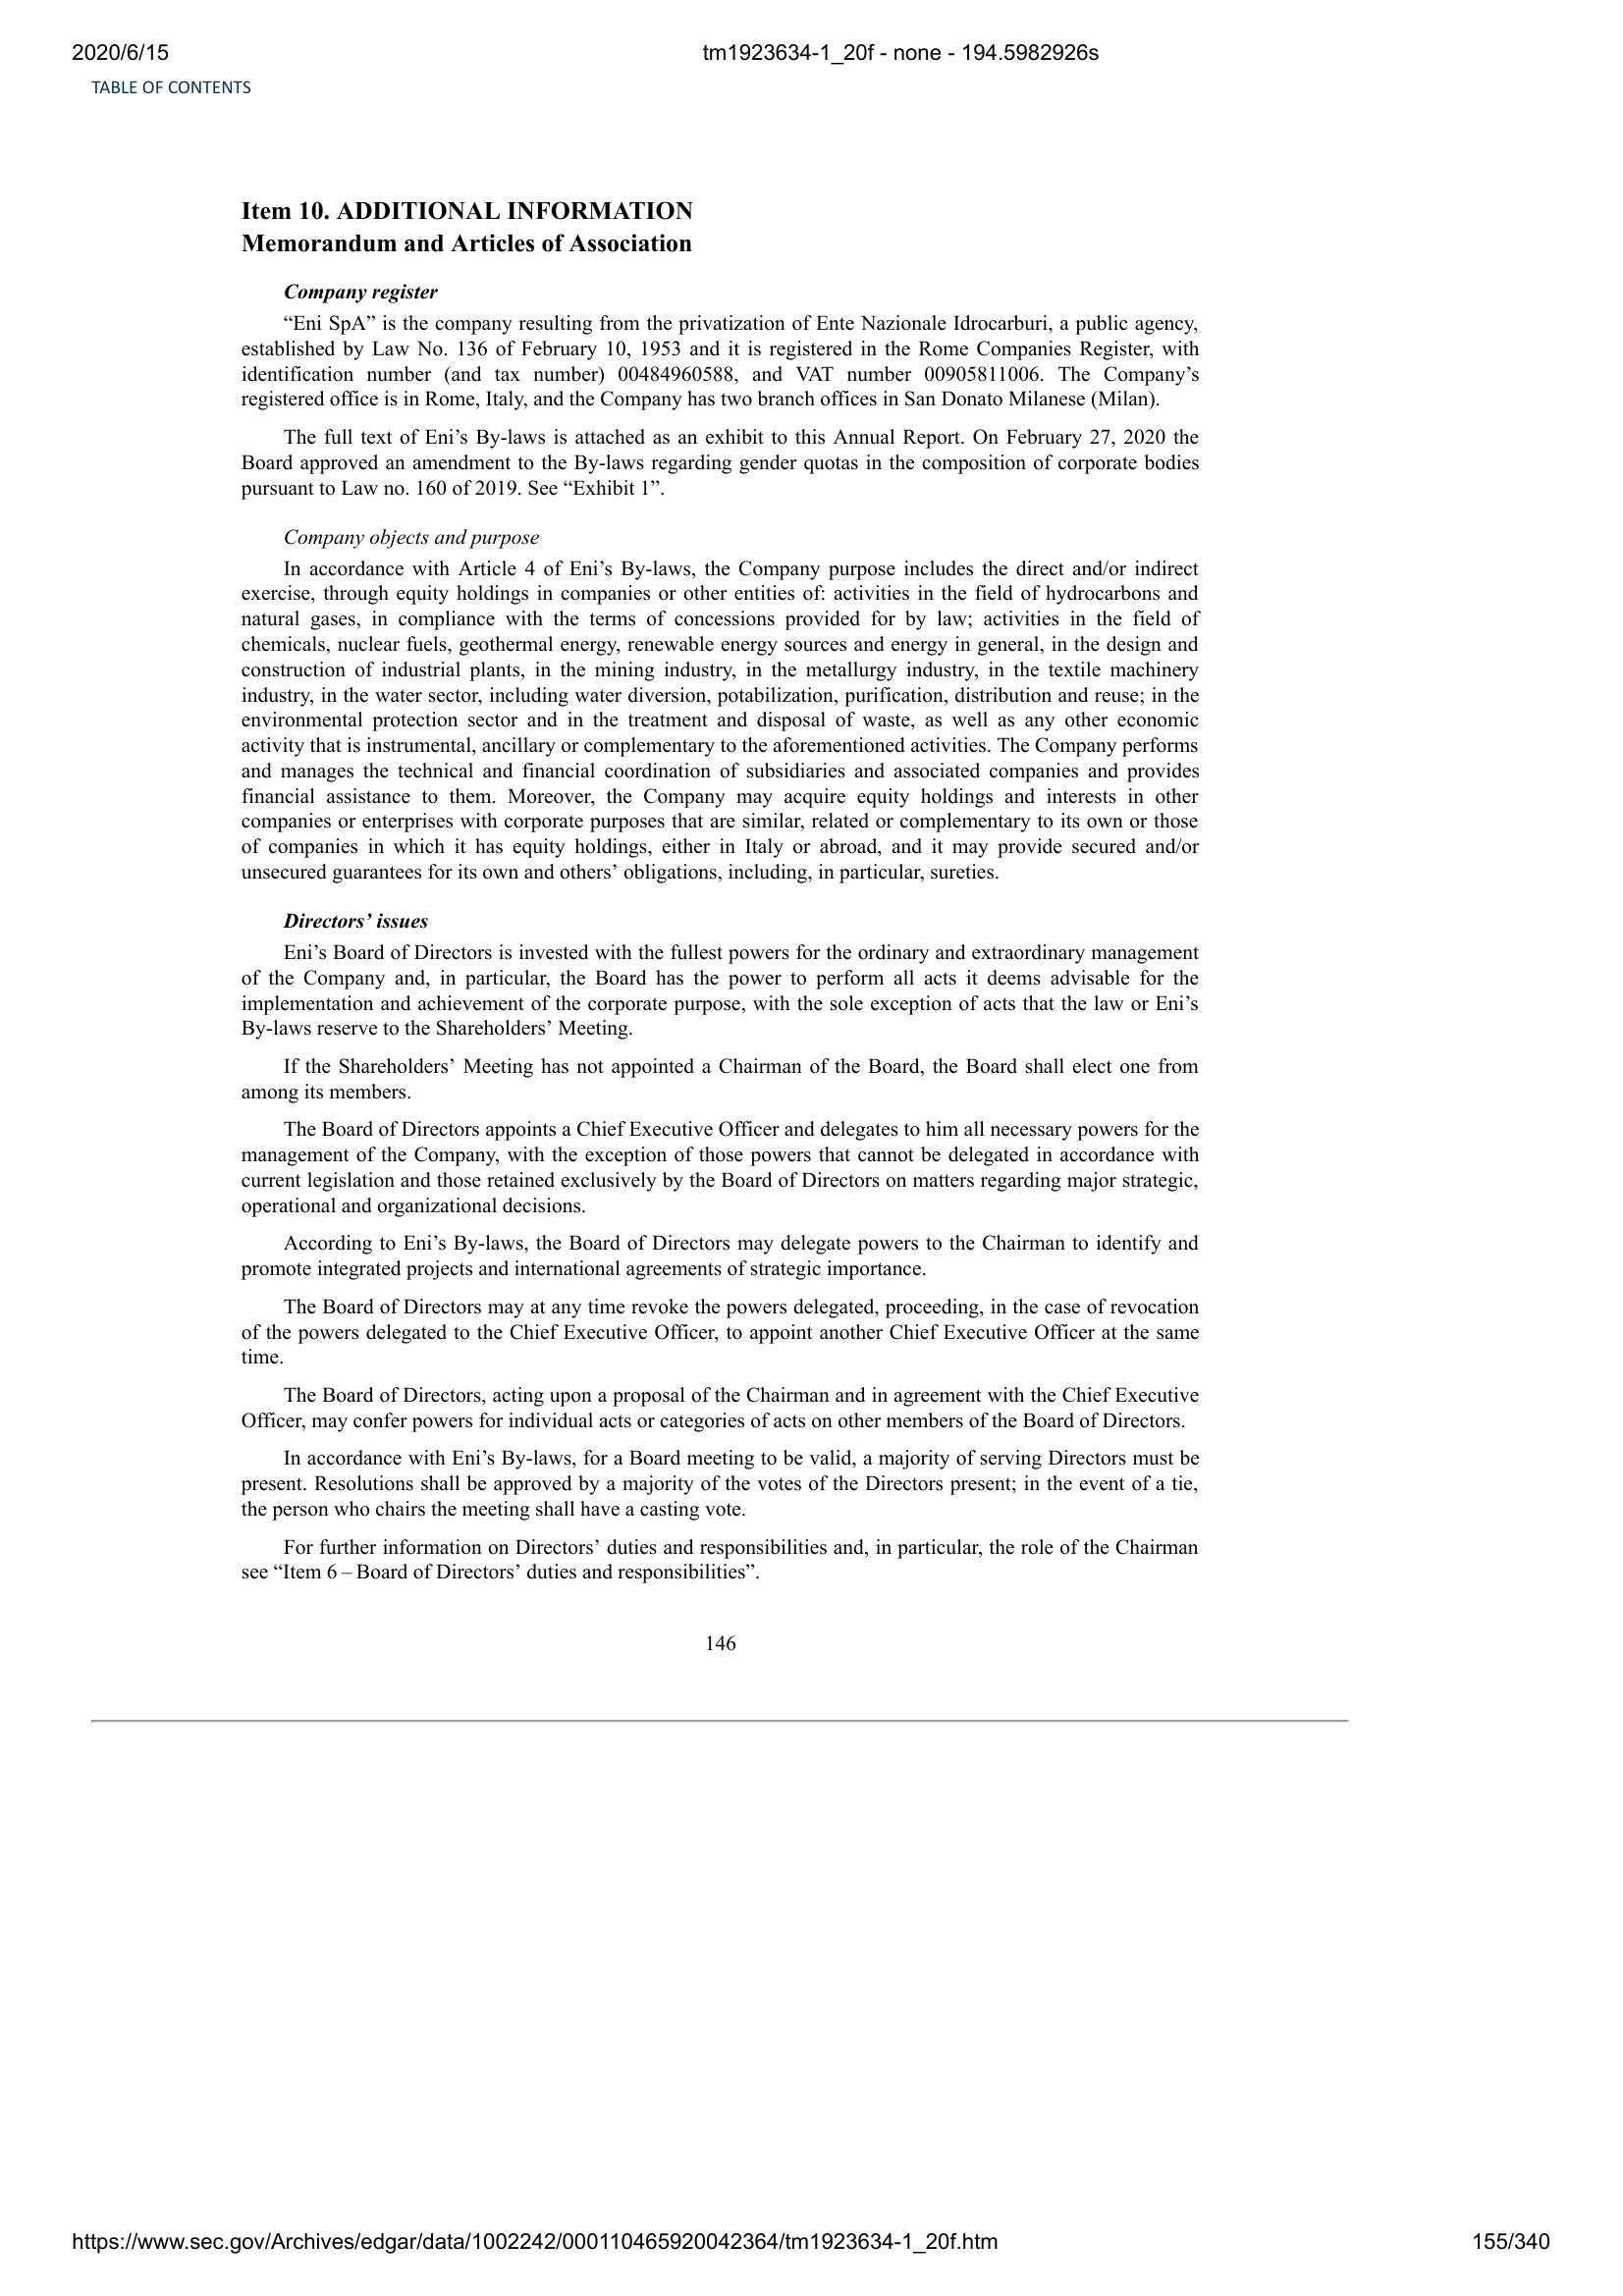 2020/6/15
tm1923634-1_20f - none - 194.5982926s
TABLE OF CONTENTS
Item 10. ADDITIONAL INFORMATION
Memorandum and Articles of Association
Company register
“Eni SpA” is the company resulting from the privatization of Ente Nazionale Idrocarburi, a public agency,
established by Law No. 136 of February 10, 1953 and it is registered in the Rome Companies Register, with
identification number (and tax number) 00484960588, and VAT number 00905811006. The Company’s
registered office is in Rome, Italy, and the Company has two branch offices in San Donato Milanese (Milan).
The full text of Eni’s By-laws is attached as an exhibit to this Annual Report. On February 27, 2020 the
Board approved an amendment to the By-laws regarding gender quotas in the composition of corporate bodies
pursuant to Law no. 160 of 2019. See “Exhibit 1”.
Company objects and purpose
In accordance with Article 4 of Eni’s By-laws, the Company purpose includes the direct and/or indirect
exercise, through equity holdings in companies or other entities of: activities in the field of hydrocarbons and
natural gases, in compliance with the terms of concessions provided for by law; activities in the field of
chemicals, nuclear fuels, geothermal energy, renewable energy sources and energy in general, in the design and
construction of industrial plants, in the mining industry, in the metallurgy industry, in the textile machinery
industry, in the water sector, including water diversion, potabilization, purification, distribution and reuse; in the
environmental protection sector and in the treatment and disposal of waste, as well as any other economic
activity that is instrumental, ancillary or complementary to the aforementioned activities. The Company performs
and manages the technical and financial coordination of subsidiaries and associated companies and provides
financial assistance to them. Moreover, the Company may acquire equity holdings and interests in other
companies or enterprises with corporate purposes that are similar, related or complementary to its own or those
of companies in which it has equity holdings, either in Italy or abroad, and it may provide secured and/or
unsecured guarantees for its own and others’ obligations, including, in particular, sureties.
Directors’ issues
Eni’s Board of Directors is invested with the fullest powers for the ordinary and extraordinary management
of the Company and, in particular, the Board has the power to perform all acts it deems advisable for the
implementation and achievement of the corporate purpose, with the sole exception of acts that the law or Eni’s
By-laws reserve to the Shareholders’ Meeting.
If the Shareholders’ Meeting has not appointed a Chairman of the Board, the Board shall elect one from
among its members.
The Board of Directors appoints a Chief Executive Officer and delegates to him all necessary powers for the
management of the Company, with the exception of those powers that cannot be delegated in accordance with
current legislation and those retained exclusively by the Board of Directors on matters regarding major strategic,
operational and organizational decisions.
According to Eni’s By-laws, the Board of Directors may delegate powers to the Chairman to identify and
promote integrated projects and international agreements of strategic importance.
The Board of Directors may at any time revoke the powers delegated, proceeding, in the case of revocation
of the powers delegated to the Chief Executive Officer, to appoint another Chief Executive Officer at the same
time.
The Board of Directors, acting upon a proposal of the Chairman and in agreement with the Chief Executive
Officer, may confer powers for individual acts or categories of acts on other members of the Board of Directors.
In accordance with Eni’s By-laws, for a Board meeting to be valid, a majority of serving Directors must be
present. Resolutions shall be approved by a majority of the votes of the Directors present; in the event of a tie,
the person who chairs the meeting shall have a casting vote.
For further information on Directors’ duties and responsibilities and, in particular, the role of the Chairman
see “Item 6 – Board of Directors’ duties and responsibilities”.
146
https://www.sec.gov/Archives/edgar/data/1002242/000110465920042364/tm1923634-1_20f.htm
155/340